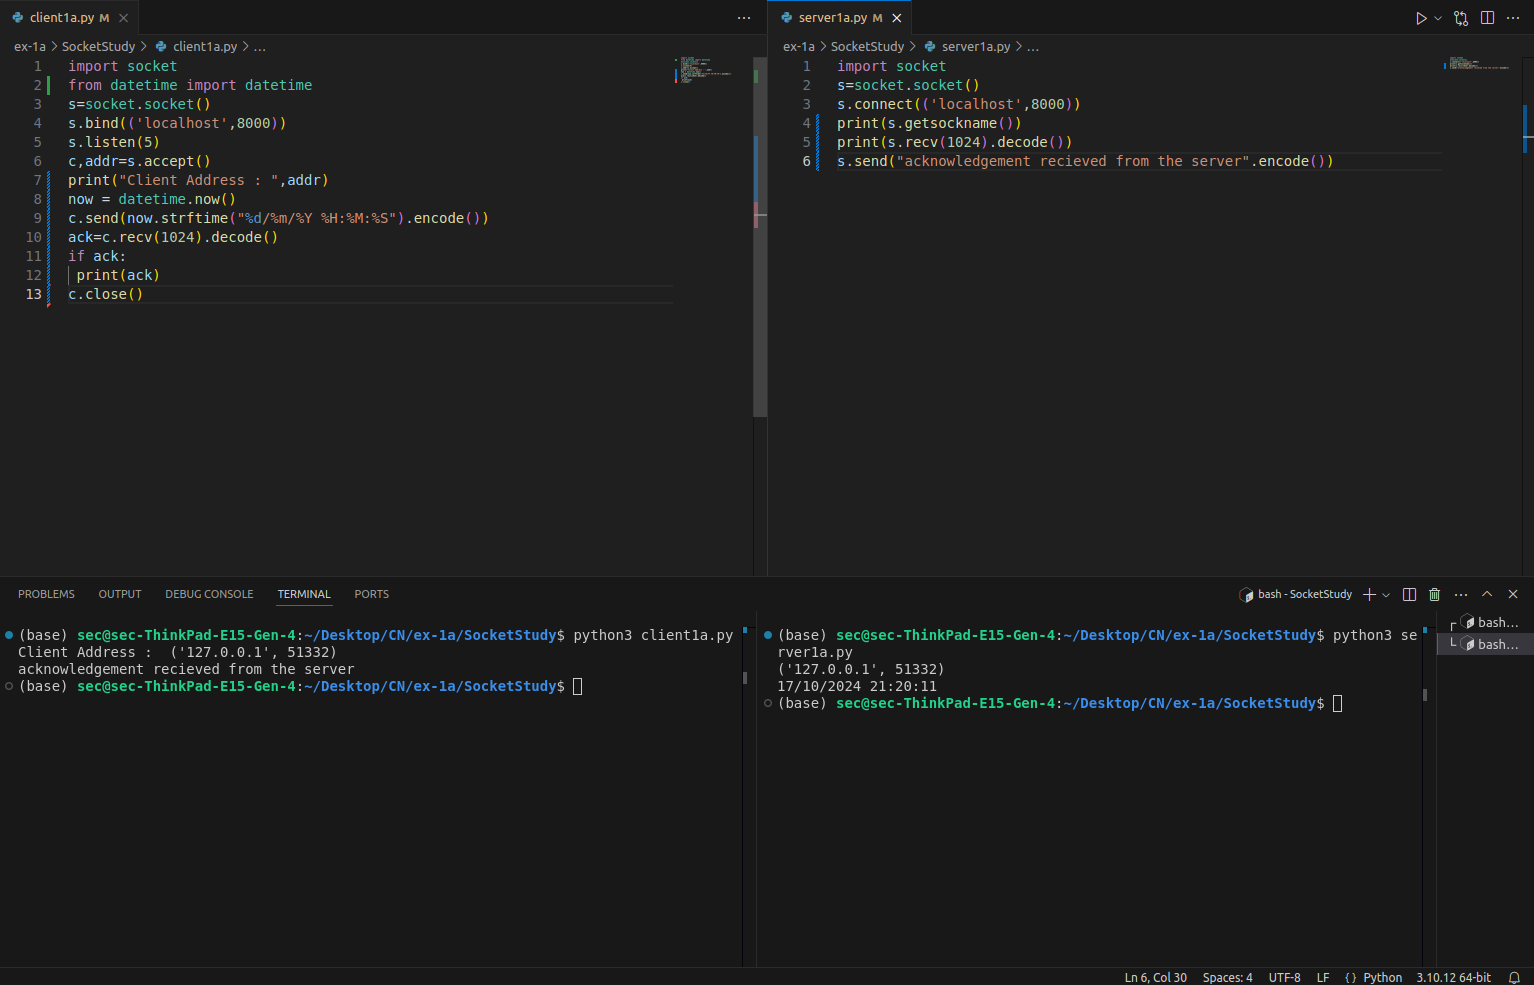 client1a.py M
server1a.py M
ex-1a > SocketStudy > client1a.py > ...
1 import socket
2 from datetime import datetime
3 s=socket.socket()
4 s.bind(('localhost',8000))
5 s.listen(5)
6 c,addr=s.accept()
7 print("Client Address : ",addr)
8 now = datetime.now()
9 c.send(now.strftime("%d/%m/%Y %H:%M:%S").encode())
10 ack=c.recv(1024).decode()
11 if ack:
12  print(ack)
13 c.close()
ex-1a > SocketStudy > server1a.py > ...
1 import socket
2 s=socket.socket()
3 s.connect(('localhost',8000))
4 print(s.getsockname())
5 print(s.recv(1024).decode())
6 s.send("acknowledgement recieved from the server".encode())
PROBLEMS OUTPUT DEBUG CONSOLE TERMINAL PORTS
bash - SocketStudy
(base) sec@sec-ThinkPad-E15-Gen-4:~/Desktop/CN/ex-1a/SocketStudy$ python3 client1a.py
Client Address :  ('127.0.0.1', 51332)
acknowledgement recieved from the server
(base) sec@sec-ThinkPad-E15-Gen-4:~/Desktop/CN/ex-1a/SocketStudy$
(base) sec@sec-ThinkPad-E15-Gen-4:~/Desktop/CN/ex-1a/SocketStudy$ python3 se
rver1a.py
('127.0.0.1', 51332)
17/10/2024 21:20:11
(base) sec@sec-ThinkPad-E15-Gen-4:~/Desktop/CN/ex-1a/SocketStudy$
bash...
bash...
Ln 6, Col 30 Spaces: 4 UTF-8 LF {} Python 3.10.12 64-bit